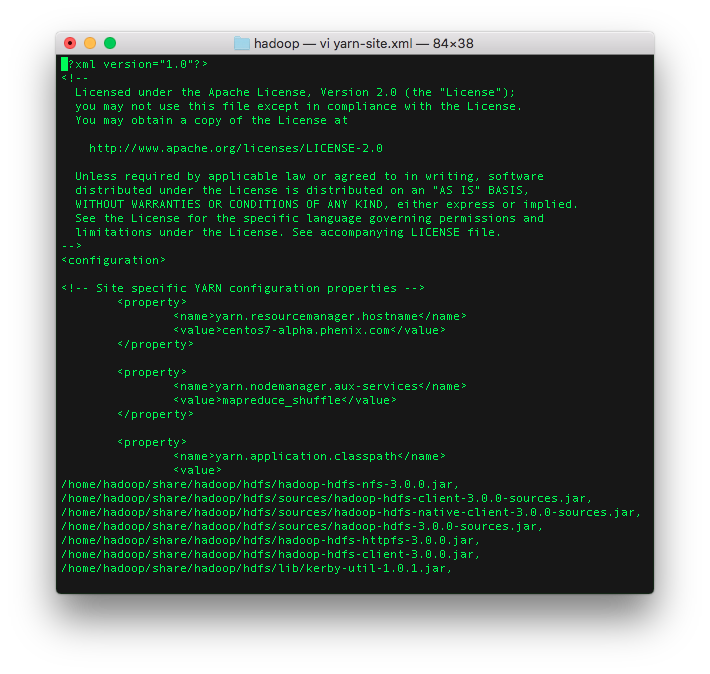 hadoop — vi yarn-site.xml — 84×38
?xml version="1.0"?>
<!--
Licensed under the Apache License, Version 2.0 (the "License");
you may not use this file except in compliance with the License.
You may obtain a copy of the License at
http://www.apache.org/licenses/LICENSE-2.0
Unless required by applicable law or agreed to in writing, software
distributed under the License is distributed on an "AS IS" BASIS,
WITHOUT WARRANTIES OR CONDITIONS OF ANY KIND, either express or implied.
See the License for the specific language governing permissions and
limitations under the License. See accompanying LICENSE file.
-->
<configuration>
<!-- Site specific YARN configuration properties -->
<property>
<name>yarn.resourcemanager.hostname</name>
<value>centos7-alpha.phenix.com</value>
</property>
<property>
<name>yarn.nodemanager.aux-services</name>
<value>mapreduce_shuffle</value>
</property>
<property>
<name>yarn.application.classpath</name>
<value>
/home/hadoop/share/hadoop/hdfs/hadoop-hdfs-nfs-3.0.0.jar,
/home/hadoop/share/hadoop/hdfs/sources/hadoop-hdfs-client-3.0.0-sources.jar,
/home/hadoop/share/hadoop/hdfs/sources/hadoop-hdfs-native-client-3.0.0-sources.jar,
/home/hadoop/share/hadoop/hdfs/sources/hadoop-hdfs-3.0.0-sources.jar,
/home/hadoop/share/hadoop/hdfs/hadoop-hdfs-httpfs-3.0.0.jar,
/home/hadoop/share/hadoop/hdfs/hadoop-hdfs-client-3.0.0.jar,
/home/hadoop/share/hadoop/hdfs/lib/kerby-util-1.0.1.jar,